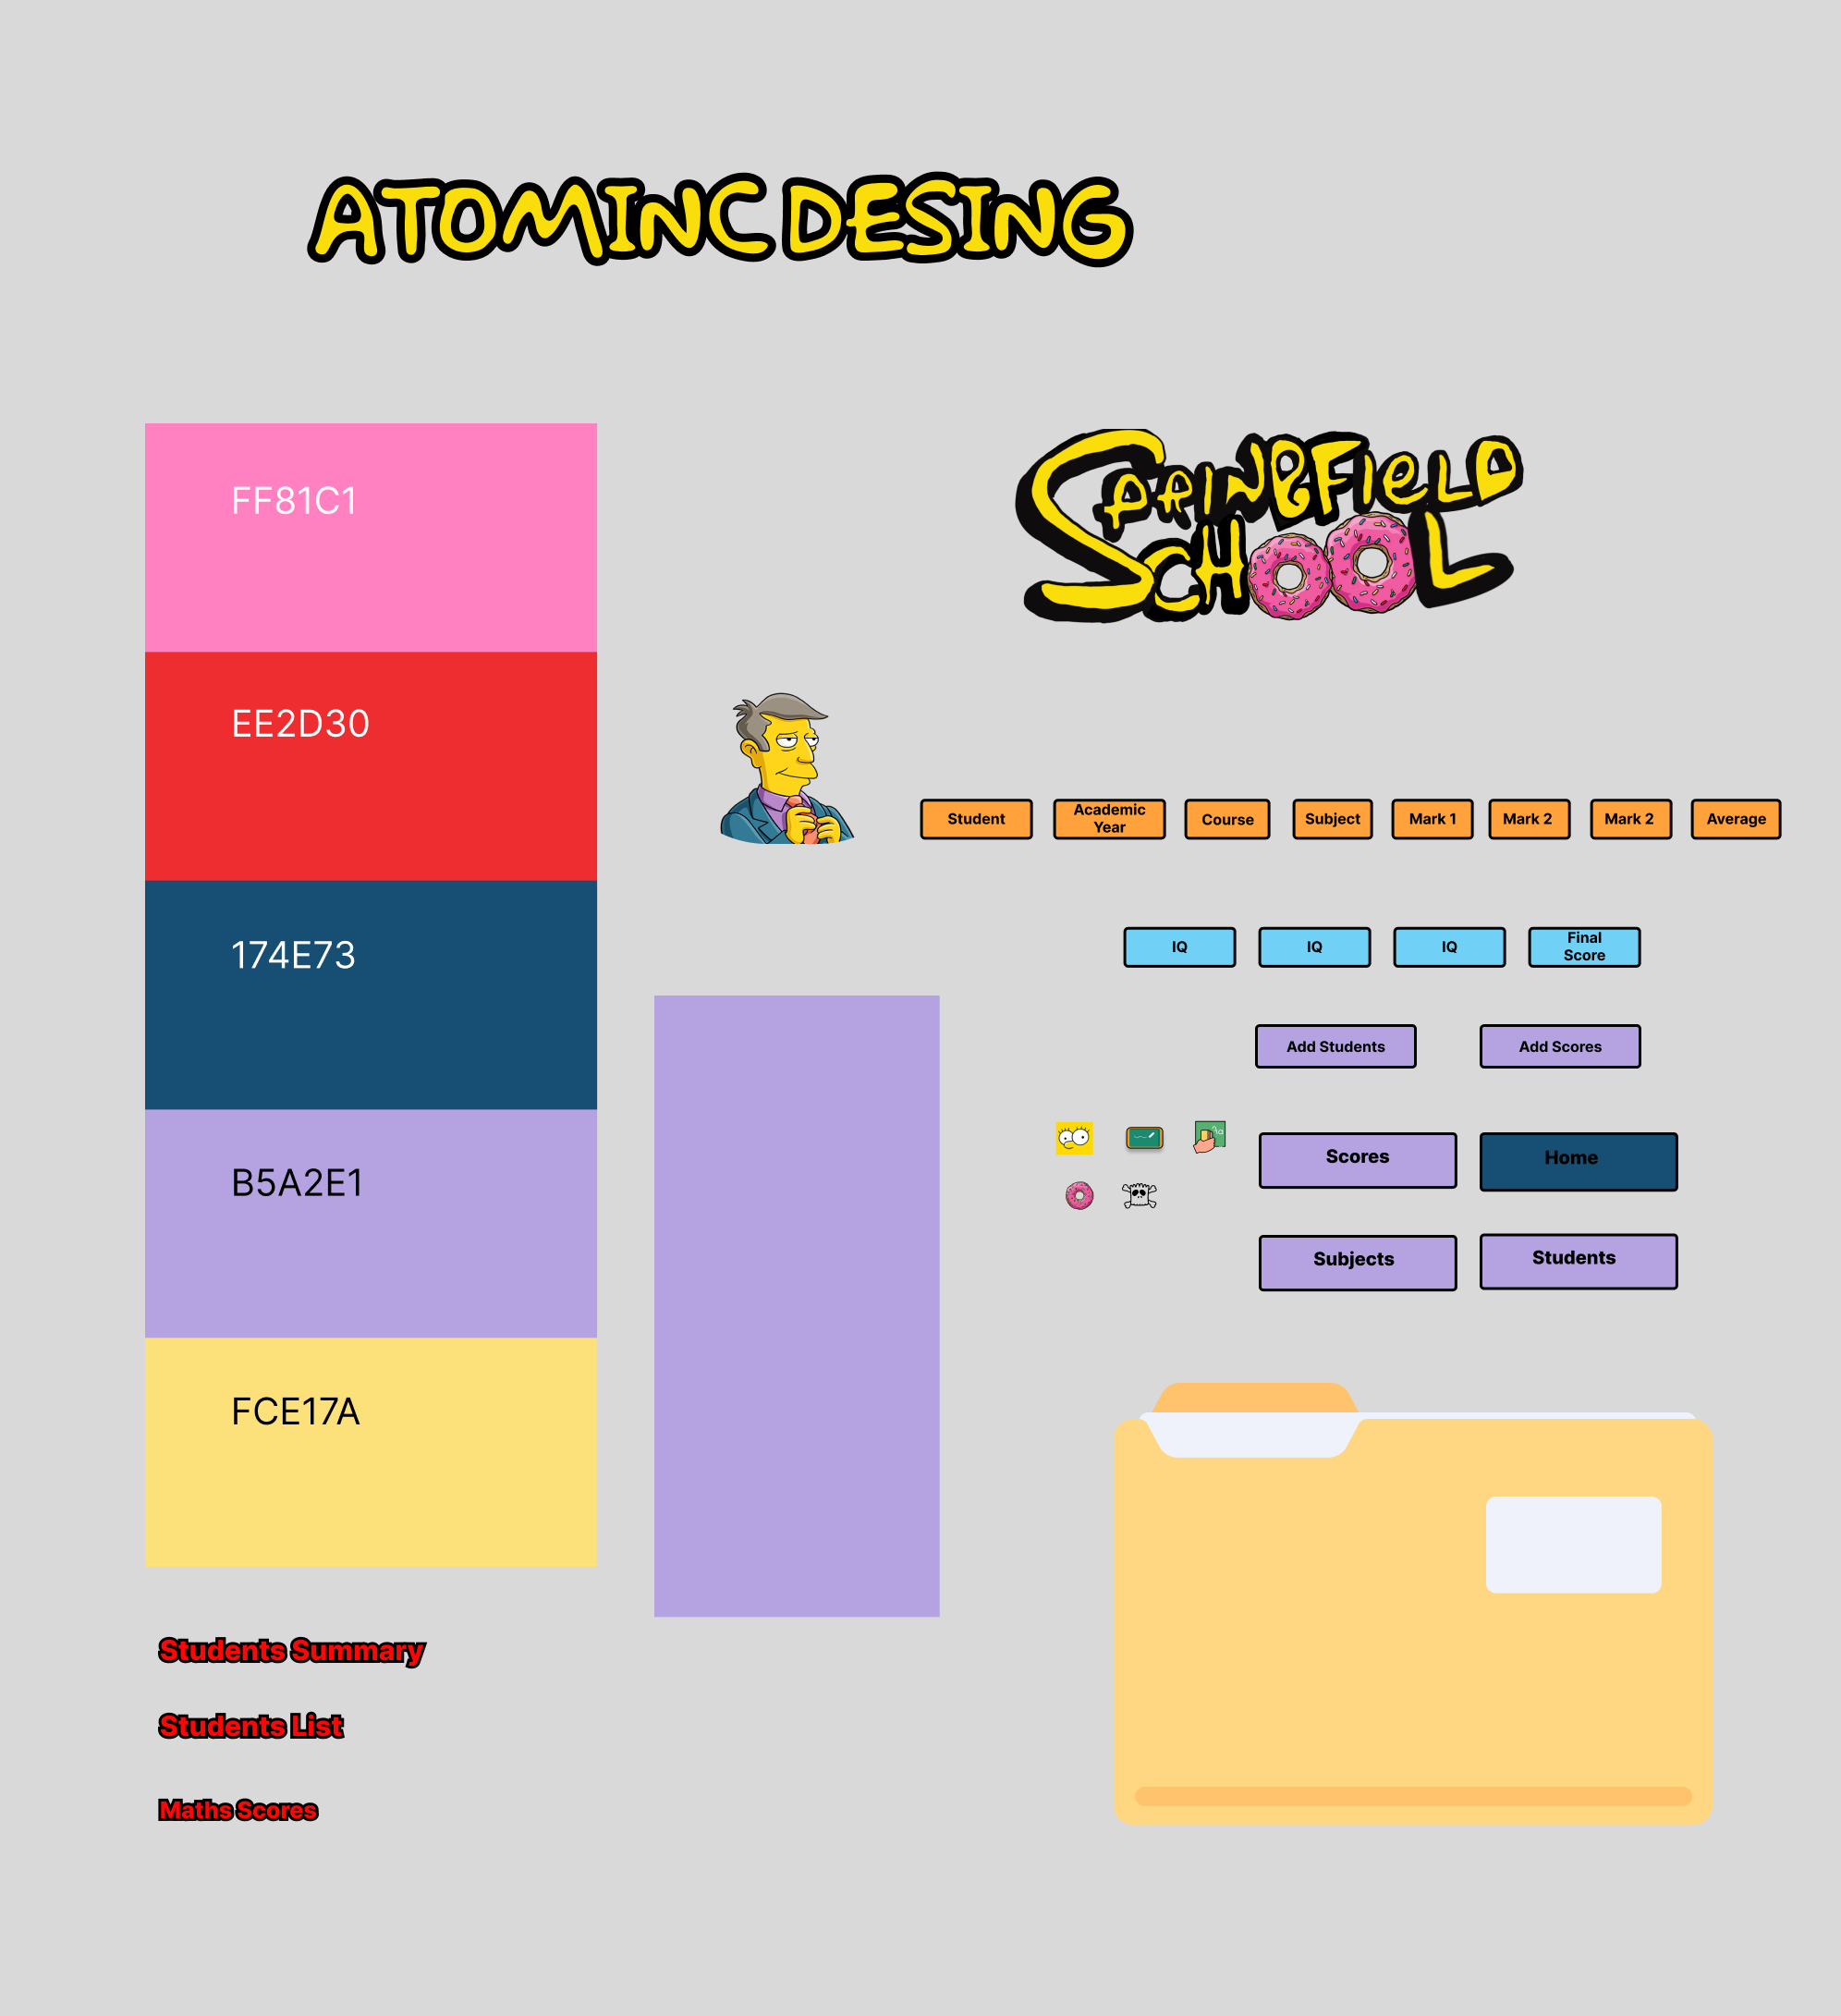 ATOMINC DESING
FF81C1
EE2D30
174E73
B5A2E1
FCE17A
Students Summary
Students List
Maths Scores
SPRINGFIELD
SCHOOL
Student
Academic
Year
Course
Subject
Mark 1
Mark 2
Mark 2
Average
IQ
IQ
IQ
Final
Score
Add Students
Add Scores
Scores
Home
Subjects
Students